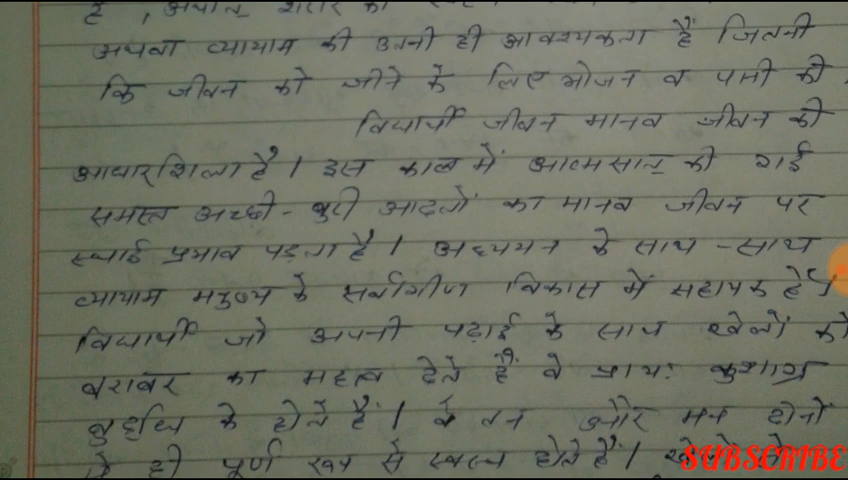 है, अर्थात् शरीर को
अथवा व्यायाम की उतनी ही आवश्यकता है जितनी
कि जीवन को जीने के लिए भोजन व पानी की
विद्यार्थी जीवन मानव जीवन की
आधारशिला है । इस काल में आत्मसात् की गई
समस्त अच्छी - बुरी आदतों का मानव जीवन पर
स्थाई प्रभाव पड़ता है । अध्ययन के साथ - साथ
व्यायाम मनुष्य के सर्वांगीण विकास में सहायक है ।
विद्यार्थी जो अपनी पढ़ाई के साथ खेलों को
बराबर का महत्व देते हैं वे प्रायः कुशाग्र
बुद्धि के होते हैं । वे तन और मन दोनों
से ही पूर्ण रूप से स्वस्थ होते हैं ।
SUBSCRIBE